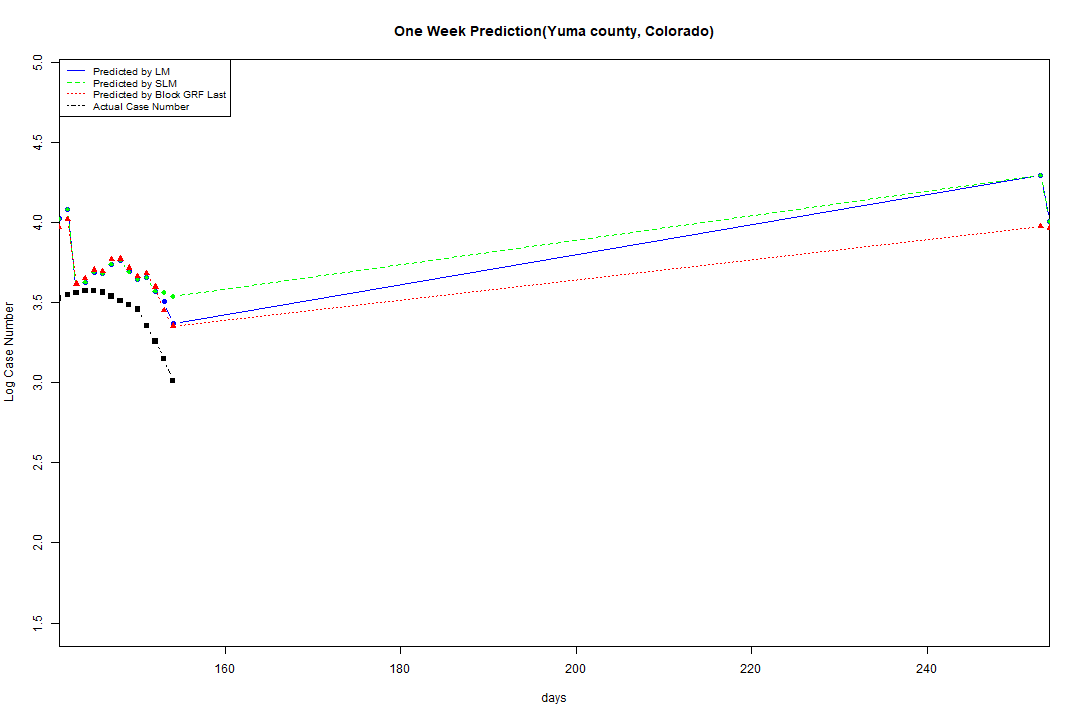 One Week Prediction(Yuma county, Colorado)
Predicted by LM
Predicted by SLM
Predicted by Block GRF Last
Actual Case Number
Log Case Number
5.0
4.5
4.0
3.5
3.0
2.5
2.0
1.5
160 180 200 220 240
days